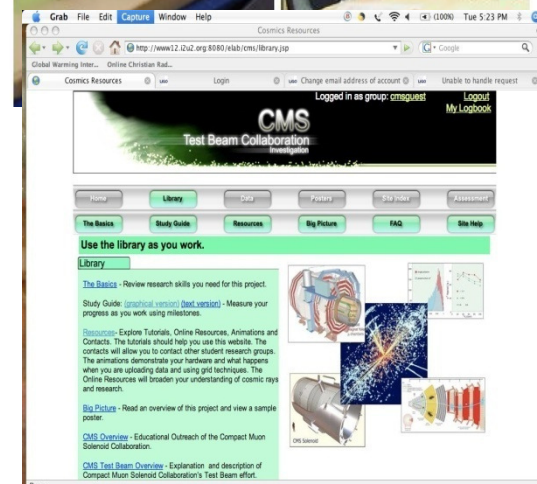 Grab File Edit Capture Window Help (100%) Tue 5:23 PM
Cosmics Resources
http://www12.i2u2.org:8080/elab/cms/library.jsp Google
Global Warming Inter... Online Christian Rad...
Cosmics Resources Login Change email address of account Unable to handle request
Logged in as group: cmsguest Logout
My Logbook
CMS
Test Beam Collaboration
Investigation
Home Library Data Posters Site Index Assessment
The Basics Study Guide Resources Big Picture FAQ Site Help
Use the library as you work.
Library
The Basics - Review research skills you need for this project.
Study Guide: (graphical version) (text version) - Measure your
progress as you work using milestones.
Resources- Explore Tutorials, Online Resources, Animations and
Contacts. The tutorials should help you use this website. The
contacts will allow you to contact other student research groups.
The animations demonstrate your hardware and what happens
when you are uploading data and using grid techniques. The
Online Resources will broaden your understanding of cosmic rays
and research.
Big Picture - Read an overview of this project and view a sample
poster.
CMS Overview - Educational Outreach of the Compact Muon
Solenoid Collaboration.
CMS Test Beam Overview - Explanation and description of
Compact Muon Solenoid Collaboration's Test Beam effort.
CMS Solenoid